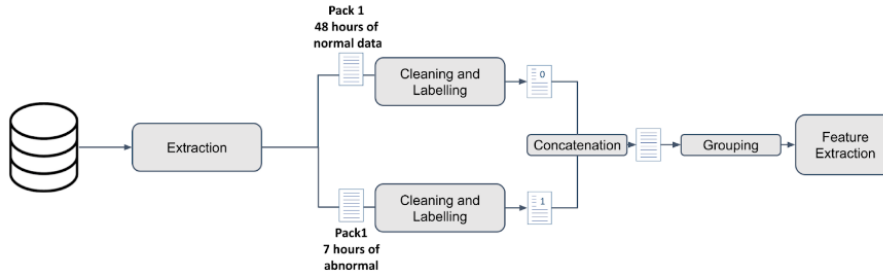 Pack 1
48 hours of
normal data
Cleaning and
Labelling
0
Extraction
Concatenation
Grouping
Feature
Extraction
Cleaning and
Labelling
1
Pack1
7 hours of
abnormal